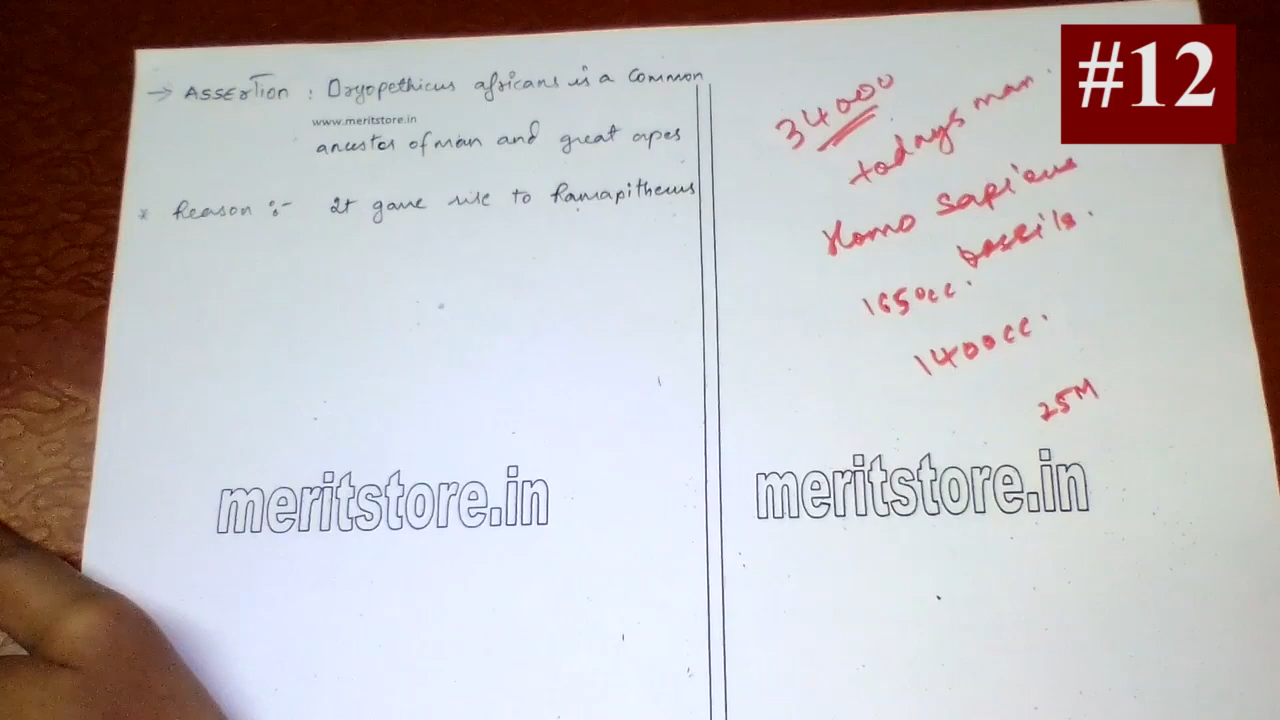 #12
→ ASSERTION : Dryopethicus africans is a Common
www.meritstore.in
ancestor of man and great apes
* Reason :- It gave rise to Ramapithecus
34000
todays man.
Homo Sapiens
fossils.
1650cc.
1400cc.
25M
meritstore.in
meritstore.in